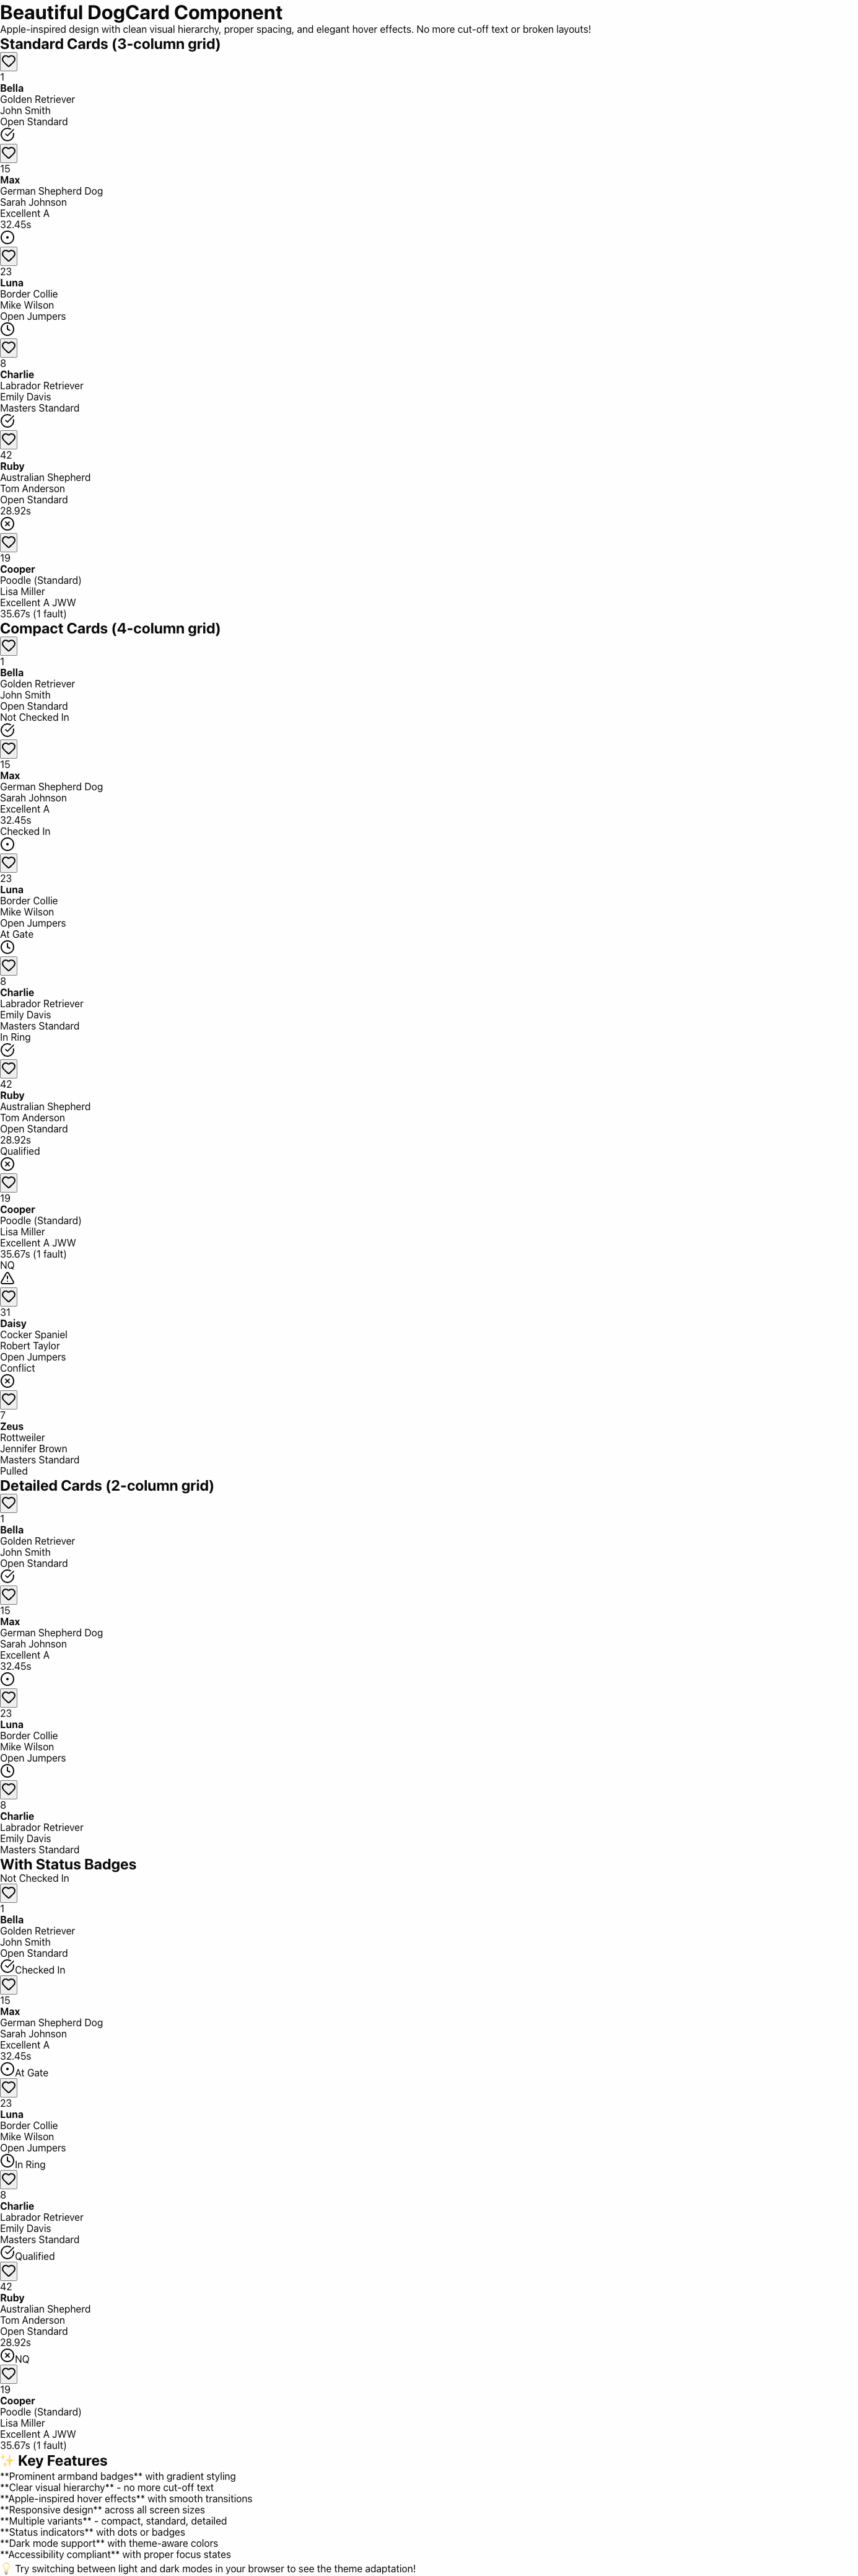 Beautiful DogCard Component
Apple-inspired design with clean visual hierarchy, proper spacing, and elegant hover effects. No more cut-off text or broken layouts!
Standard Cards (3-column grid)
1
Bella
Golden Retriever
John Smith
Open Standard
15
Max
German Shepherd Dog
Sarah Johnson
Excellent A
32.45s
23
Luna
Border Collie
Mike Wilson
Open Jumpers
8
Charlie
Labrador Retriever
Emily Davis
Masters Standard
42
Ruby
Australian Shepherd
Tom Anderson
Open Standard
28.92s
19
Cooper
Poodle (Standard)
Lisa Miller
Excellent A JWW
35.67s (1 fault)
Compact Cards (4-column grid)
1
Bella
Golden Retriever
John Smith
Open Standard
Not Checked In
15
Max
German Shepherd Dog
Sarah Johnson
Excellent A
32.45s
Checked In
23
Luna
Border Collie
Mike Wilson
Open Jumpers
At Gate
8
Charlie
Labrador Retriever
Emily Davis
Masters Standard
In Ring
42
Ruby
Australian Shepherd
Tom Anderson
Open Standard
28.92s
Qualified
19
Cooper
Poodle (Standard)
Lisa Miller
Excellent A JWW
35.67s (1 fault)
NQ
31
Daisy
Cocker Spaniel
Robert Taylor
Open Jumpers
Conflict
7
Zeus
Rottweiler
Jennifer Brown
Masters Standard
Pulled
Detailed Cards (2-column grid)
1
Bella
Golden Retriever
John Smith
Open Standard
15
Max
German Shepherd Dog
Sarah Johnson
Excellent A
32.45s
23
Luna
Border Collie
Mike Wilson
Open Jumpers
8
Charlie
Labrador Retriever
Emily Davis
Masters Standard
With Status Badges
Not Checked In
1
Bella
Golden Retriever
John Smith
Open Standard
Checked In
15
Max
German Shepherd Dog
Sarah Johnson
Excellent A
32.45s
At Gate
23
Luna
Border Collie
Mike Wilson
Open Jumpers
In Ring
8
Charlie
Labrador Retriever
Emily Davis
Masters Standard
Qualified
42
Ruby
Australian Shepherd
Tom Anderson
Open Standard
28.92s
NQ
19
Cooper
Poodle (Standard)
Lisa Miller
Excellent A JWW
35.67s (1 fault)
✨ Key Features
**Prominent armband badges** with gradient styling
**Clear visual hierarchy** - no more cut-off text
**Apple-inspired hover effects** with smooth transitions
**Responsive design** across all screen sizes
**Multiple variants** - compact, standard, detailed
**Status indicators** with dots or badges
**Dark mode support** with theme-aware colors
**Accessibility compliant** with proper focus states
💡 Try switching between light and dark modes in your browser to see the theme adaptation!